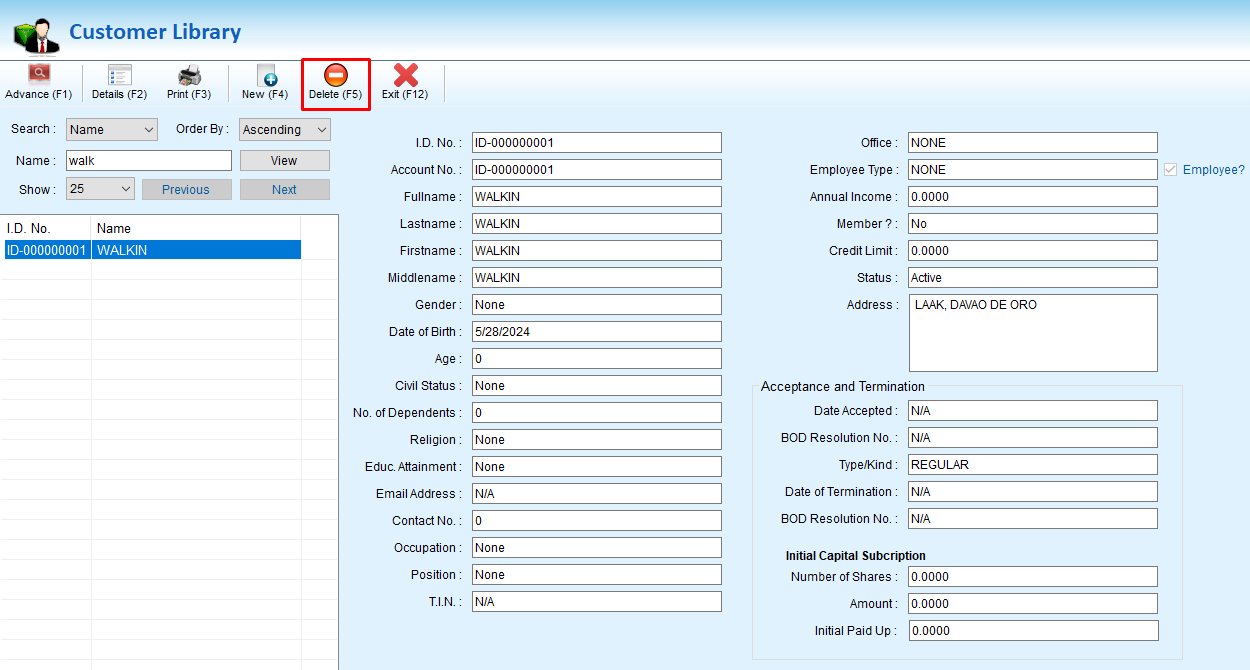 Customer Library
Advance (F1)
Details (F2)
Print (F3)
New (F4)
Delete (F5)
Exit (F12)
Search : Name Order By : Ascending
Name : walk View
Show : 25 Previous Next
I.D. No. Name
ID-000000001 WALKIN
I.D. No. : ID-000000001
Account No. : ID-000000001
Fullname : WALKIN
Lastname : WALKIN
Firstname : WALKIN
Middlename : WALKIN
Gender : None
Date of Birth : 5/28/2024
Age : 0
Civil Status : None
No. of Dependents : 0
Religion : None
Educ. Attainment : None
Email Address : N/A
Contact No. : 0
Occupation : None
Position : None
T.I.N. : N/A
Office : NONE
Employee Type : NONE Employee?
Annual Income : 0.0000
Member ? : No
Credit Limit : 0.0000
Status : Active
Address : LAAK, DAVAO DE ORO
Acceptance and Termination
Date Accepted : N/A
BOD Resolution No. : N/A
Type/Kind : REGULAR
Date of Termination : N/A
BOD Resolution No. : N/A
Initial Capital Subcription
Number of Shares : 0.0000
Amount : 0.0000
Initial Paid Up : 0.0000